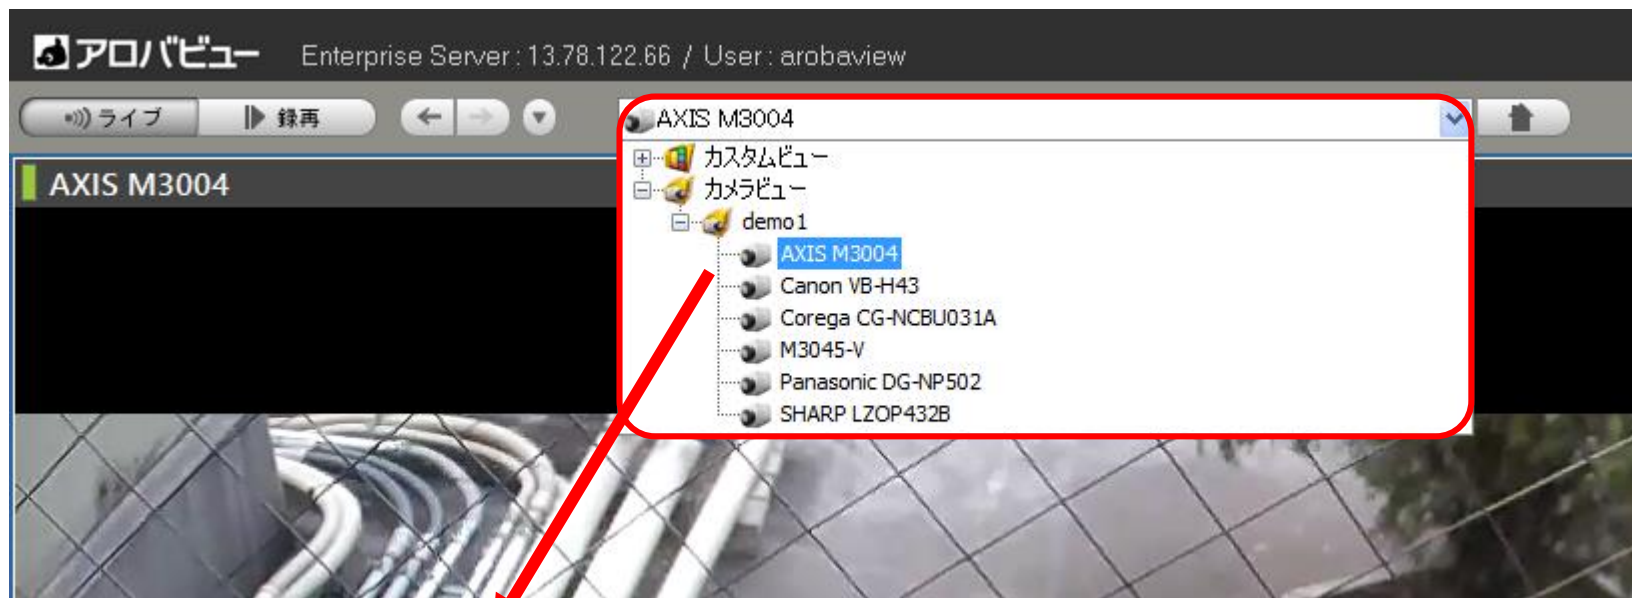 アロバビュー Enterprise Server : 13.78.122.66 / User : arobaview
ライブ 録再 AXIS M3004
AXIS M3004
カスタムビュー
カメラビュー
demo1
AXIS M3004
Canon VB-H43
Corega CG-NCBU031A
M3045-V
Panasonic DG-NP502
SHARP LZOP432B